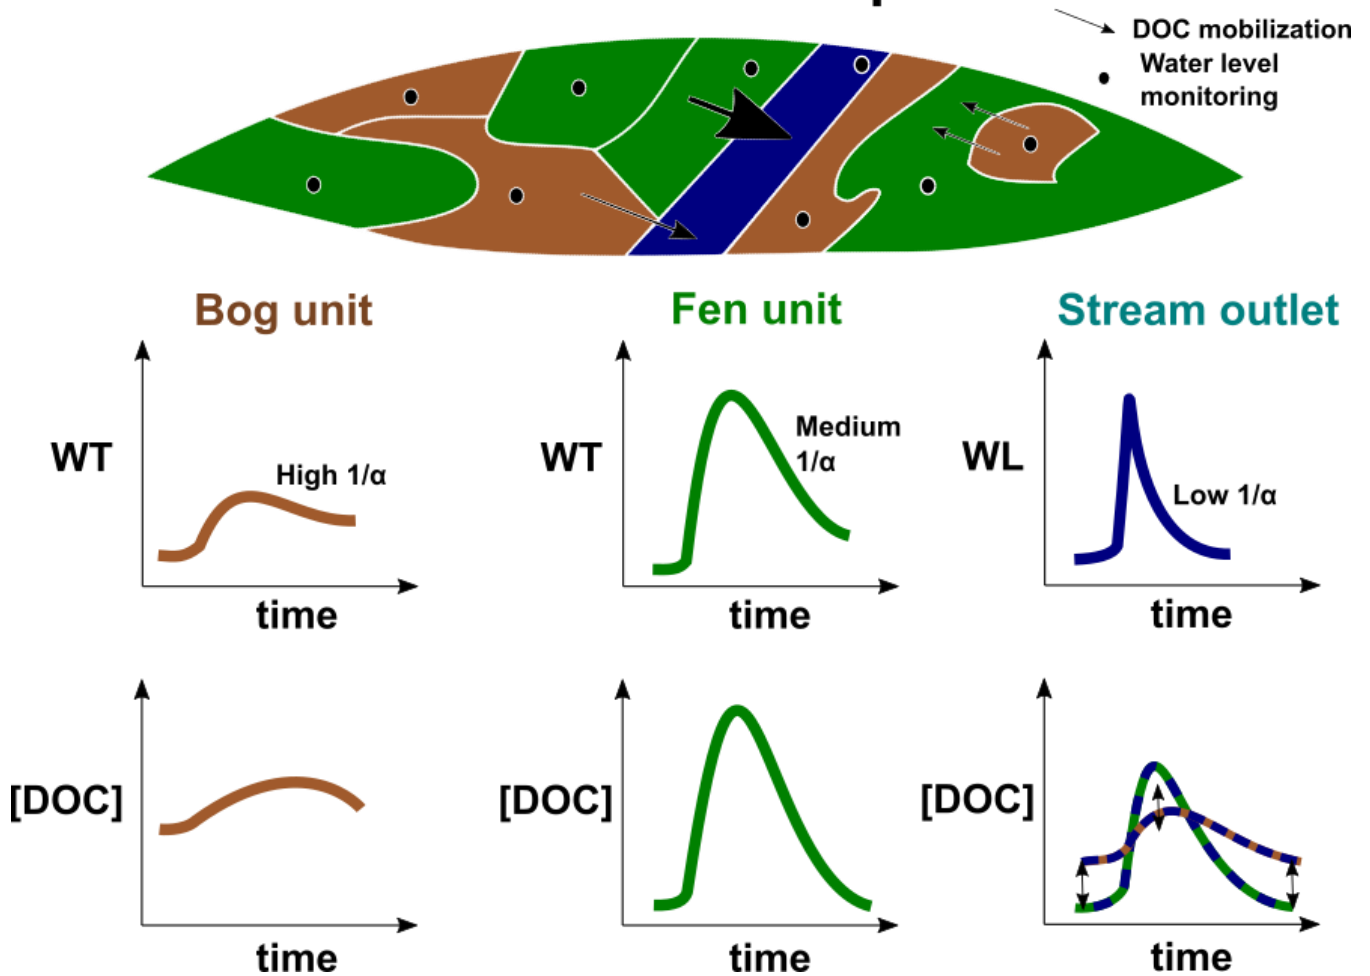 DOC mobilization
Water level
monitoring
Bog unit
Fen unit
Stream outlet
WT
High 1/α
time
WT
Medium
1/α
time
WL
Low 1/α
time
[DOC]
time
[DOC]
time
[DOC]
time